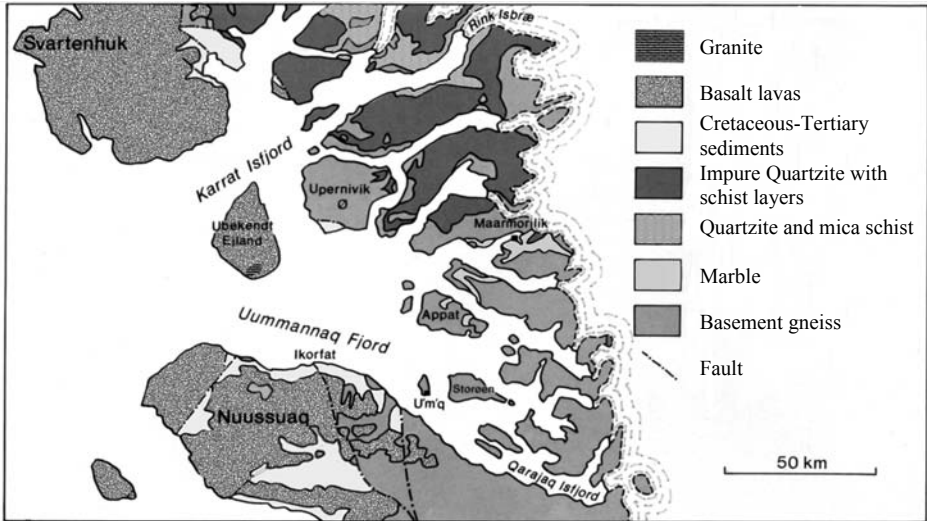 Svartenhuk
Rink Isbræ
Karrat Isfjord
Upernivik
Ø
Ubekendt
Ejland
Maarmorilik
Uummannaq Fjord
Appat
Ikorfat
Nuussuaq
U'm'q
Storøen
Qarajaq Isfjord
Granite
Basalt lavas
Cretaceous-Tertiary
sediments
Impure Quartzite with
schist layers
Quartzite and mica schist
Marble
Basement gneiss
Fault
50 km